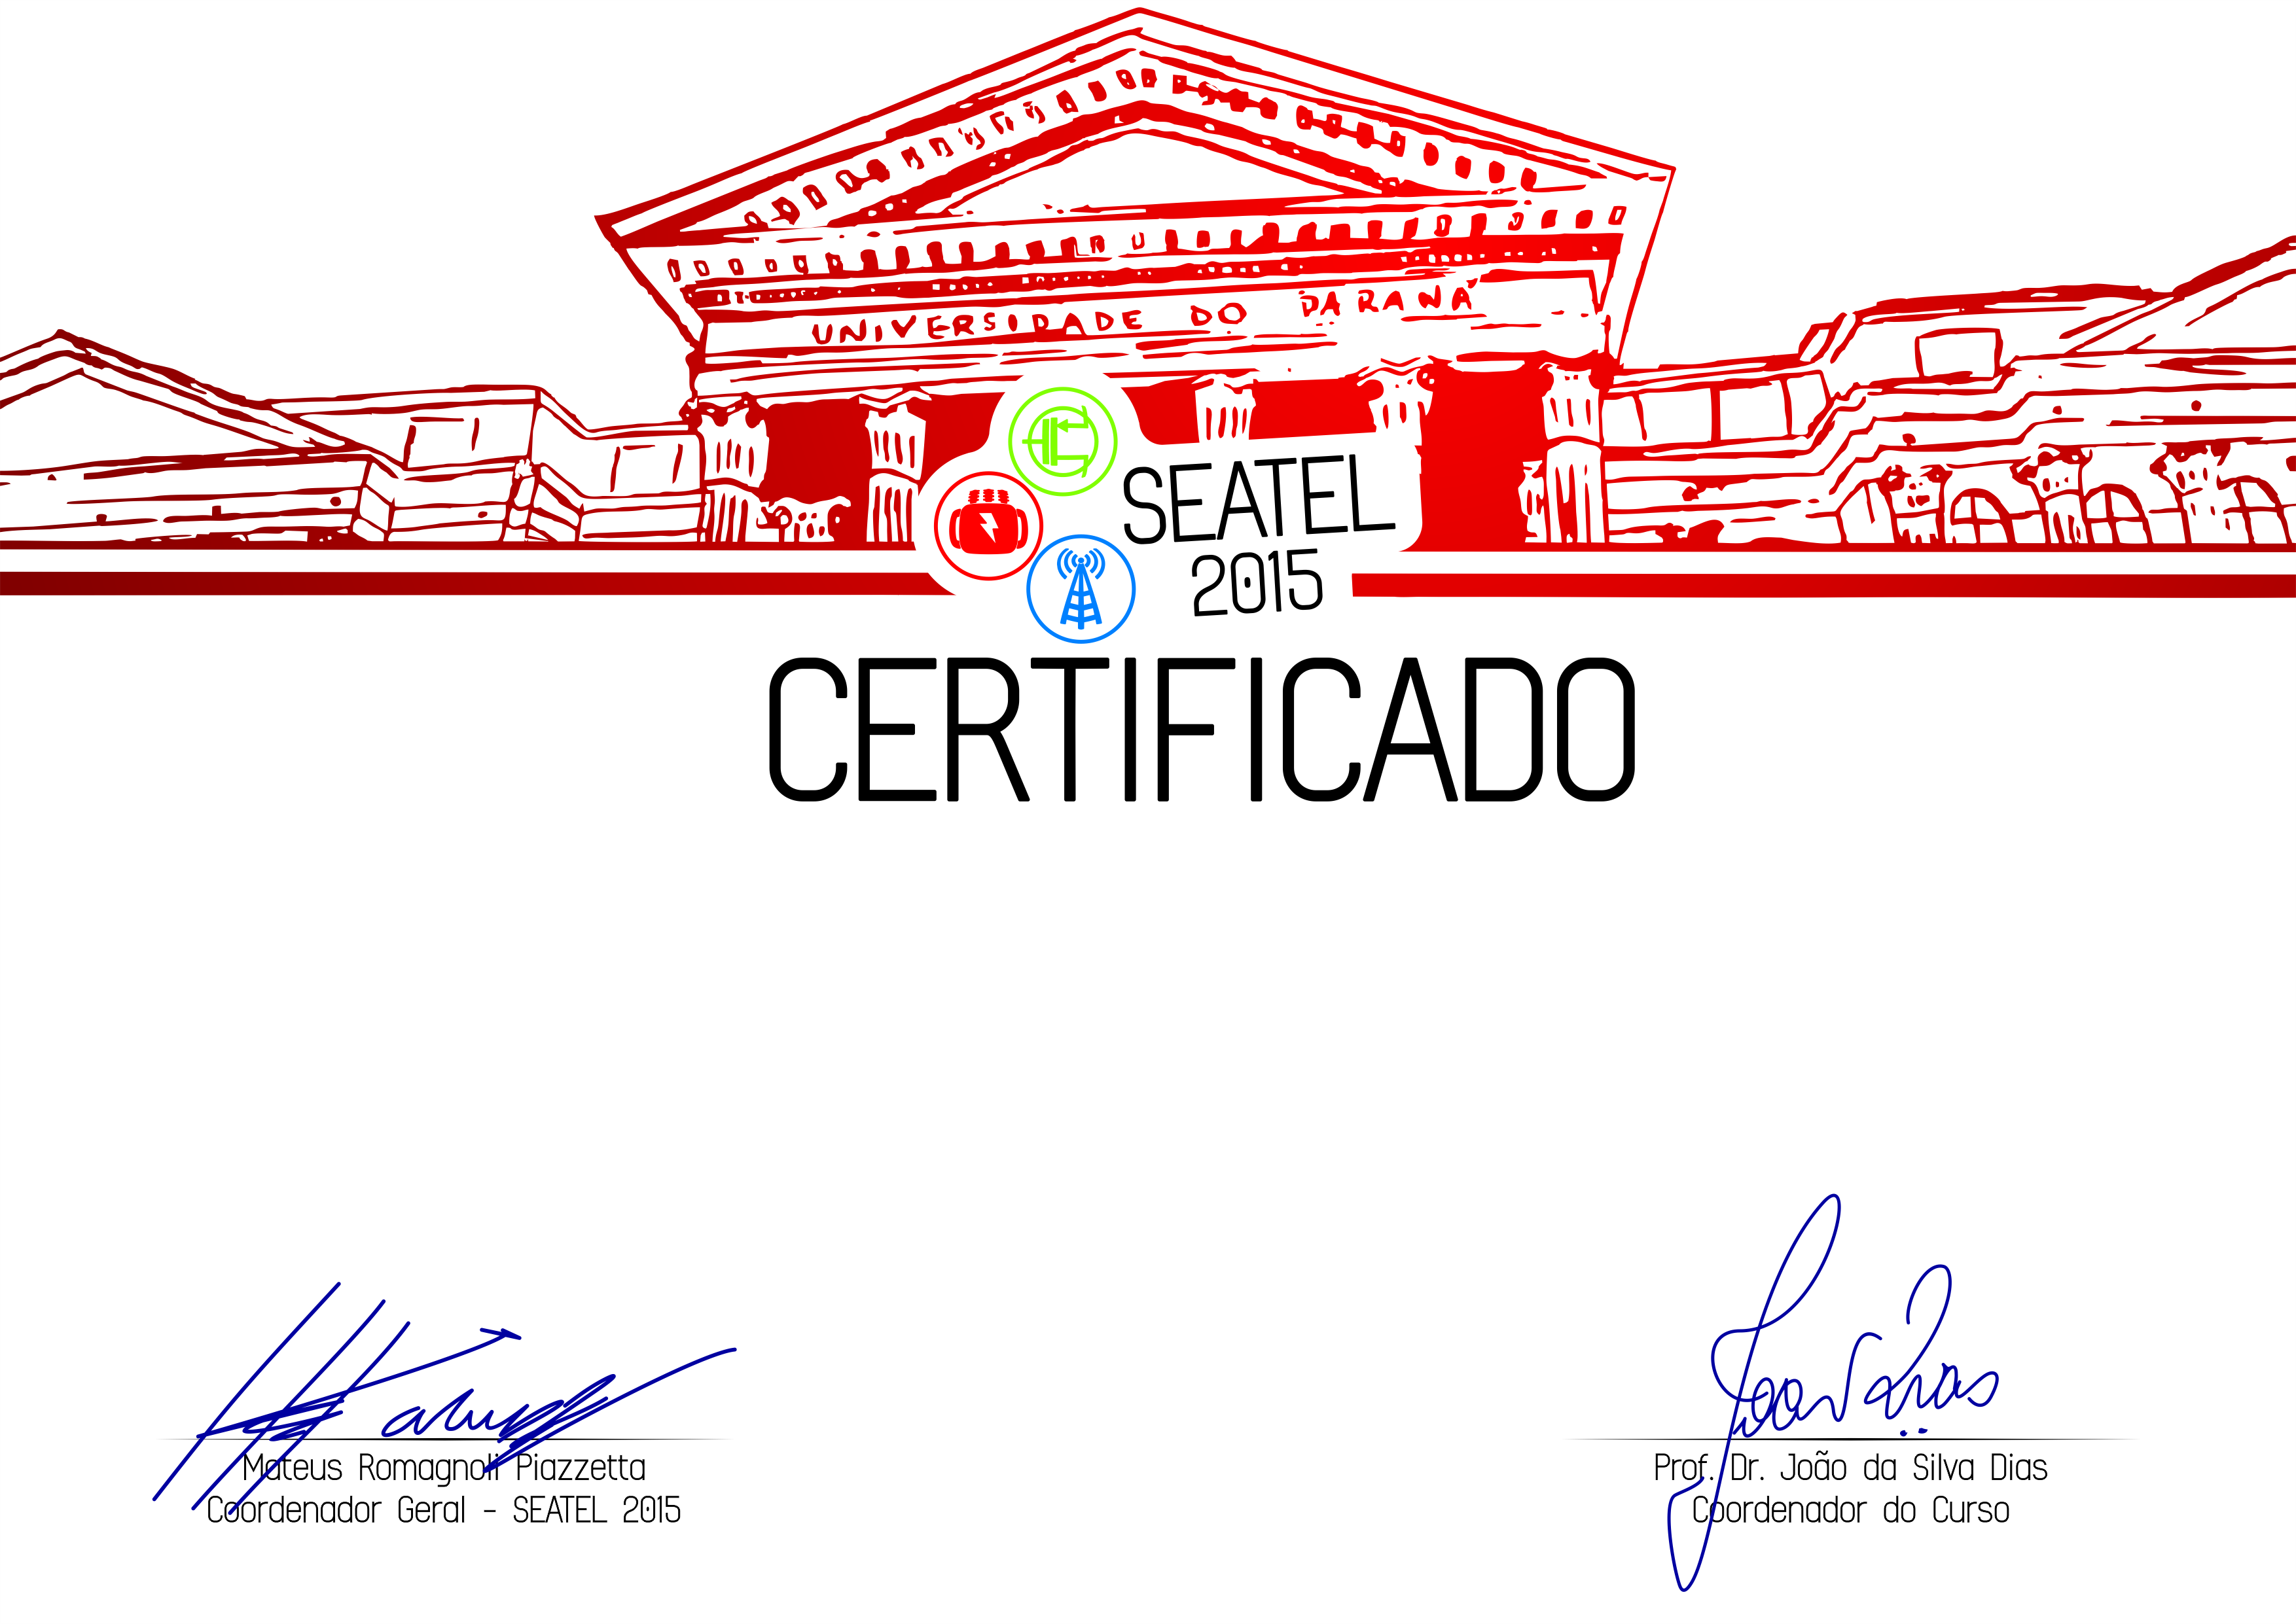 UNIVERSIDADE DO PARANÁ
SEATEL
2015
CERTIFICADO
Mateus Romagnoli Piazzetta
Coordenador Geral - SEATEL 2015
Prof. Dr. João da Silva Dias
Coordenador do Curso